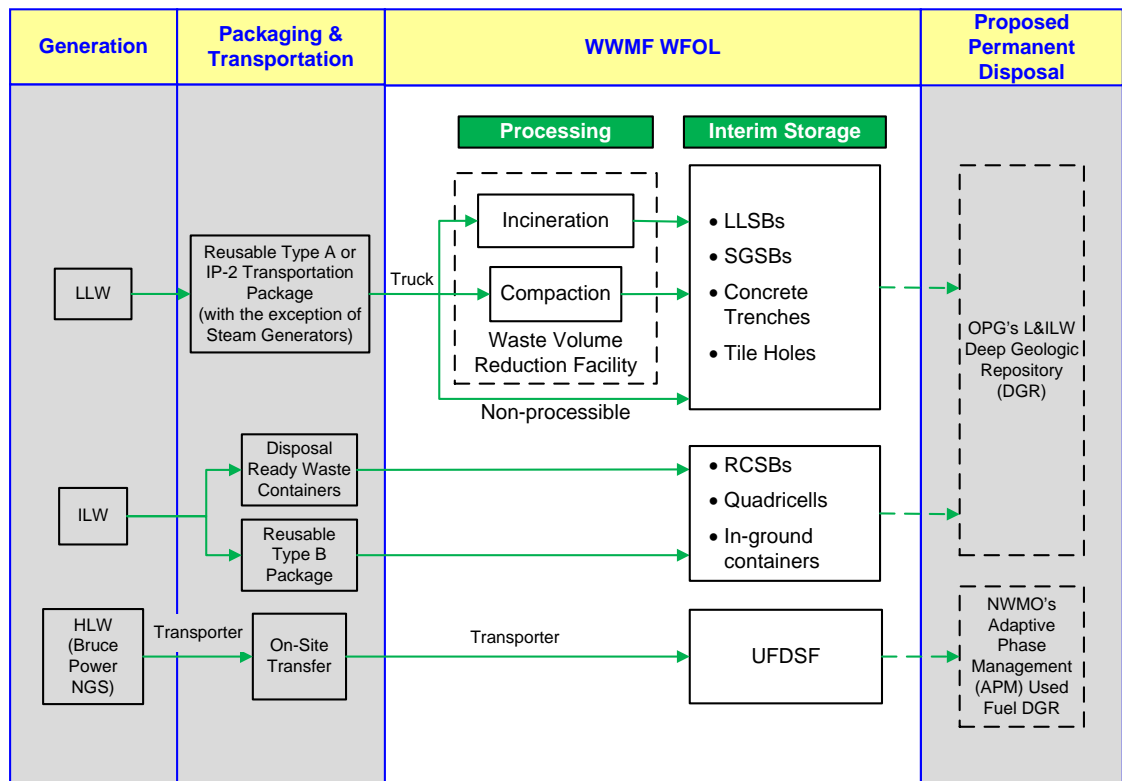 Generation
Packaging &
Transportation
WWMF WFOL
Proposed
Permanent
Disposal
Processing
Interim Storage
LLW
Reusable Type A or
IP-2 Transportation
Package
(with the exception of
Steam Generators)
Truck
Incineration
Compaction
Waste Volume
Reduction Facility
Non-processible
• LLSBs
• SGSBs
• Concrete
Trenches
• Tile Holes
OPG's L&ILW
Deep Geologic
Repository
(DGR)
ILW
Disposal
Ready Waste
Containers
Reusable
Type B
Package
• RCSBs
• Quadricells
• In-ground
containers
HLW
(Bruce
Power
NGS)
Transporter
On-Site
Transfer
Transporter
UFDSF
NWMO's
Adaptive
Phase
Management
(APM) Used
Fuel DGR